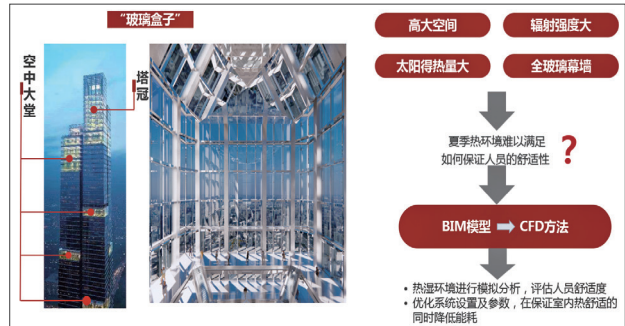 “玻璃盒子”
空中大堂
塔冠
高大空间
辐射强度大
太阳得热量大
全玻璃幕墙
夏季热环境难以满足
如何保证人员的舒适性
?
BIM模型 ➡ CFD方法
• 热湿环境进行模拟分析，评估人员舒适度
• 优化系统设置及参数，在保证室内热舒适的
同时降低能耗